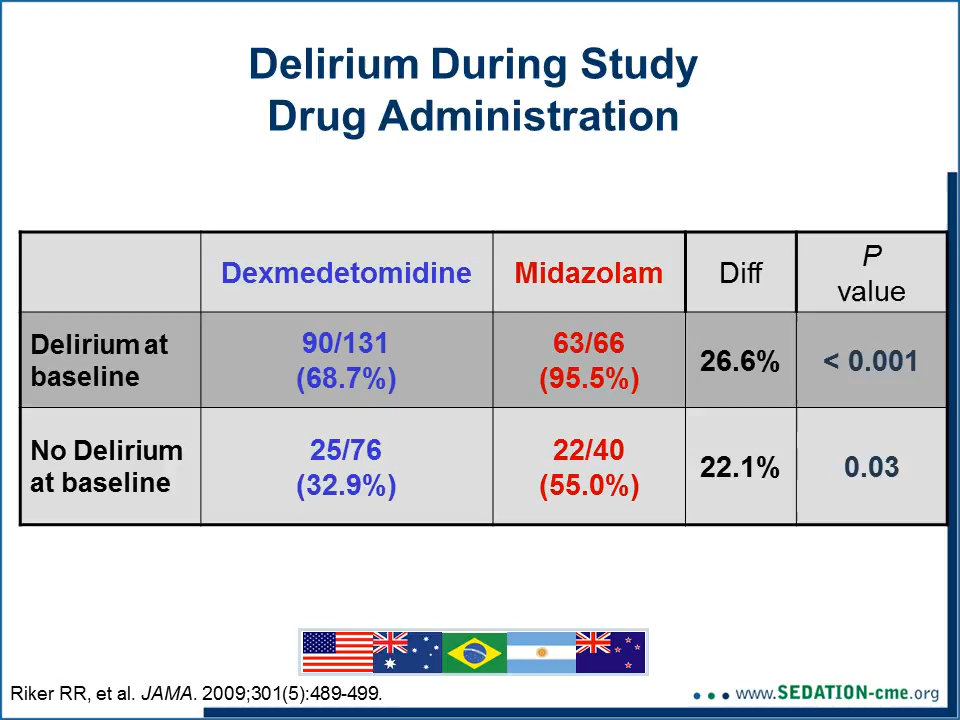 Delirium During Study
Drug Administration
Dexmedetomidine Midazolam Diff P value
Delirium at baseline 90/131 (68.7%) 63/66 (95.5%) 26.6% < 0.001
No Delirium at baseline 25/76 (32.9%) 22/40 (55.0%) 22.1% 0.03
Riker RR, et al. JAMA. 2009;301(5):489-499.
www.SEDATION-cme.org